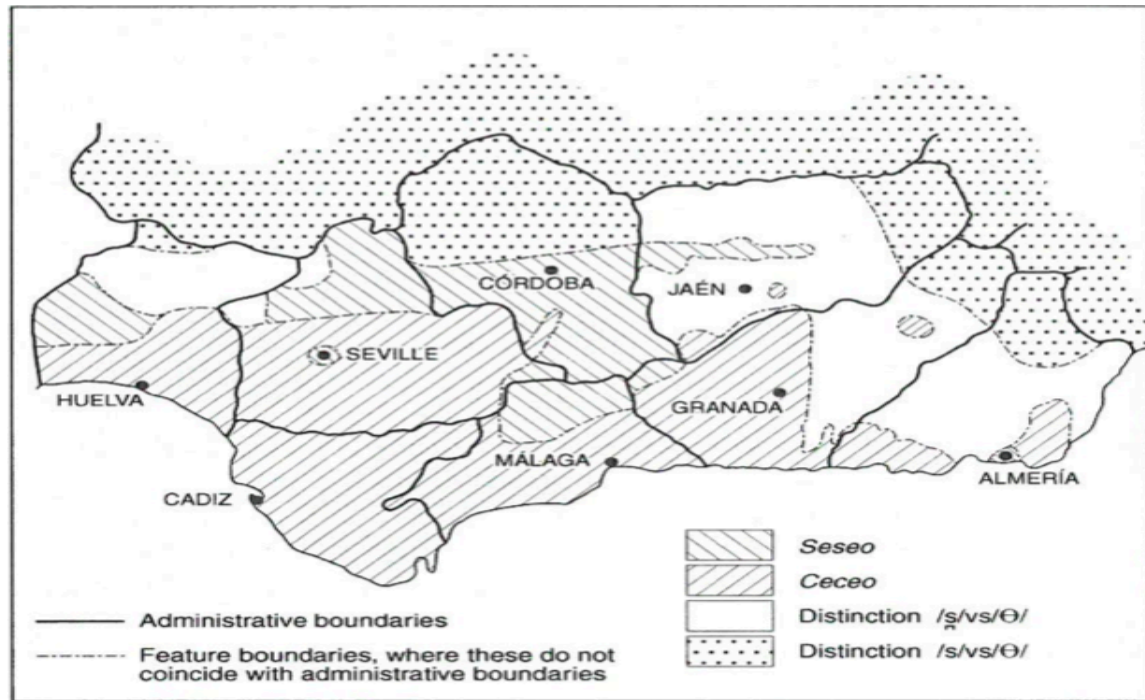 CÓRDOBA
JAÉN
SEVILLE
HUELVA
GRANADA
MÁLAGA
ALMERÍA
CADIZ
Seseo
Ceceo
Administrative boundaries
Distinction /s̪/vs/Θ/
Feature boundaries, where these do not
coincide with administrative boundaries
Distinction /s/vs/Θ/